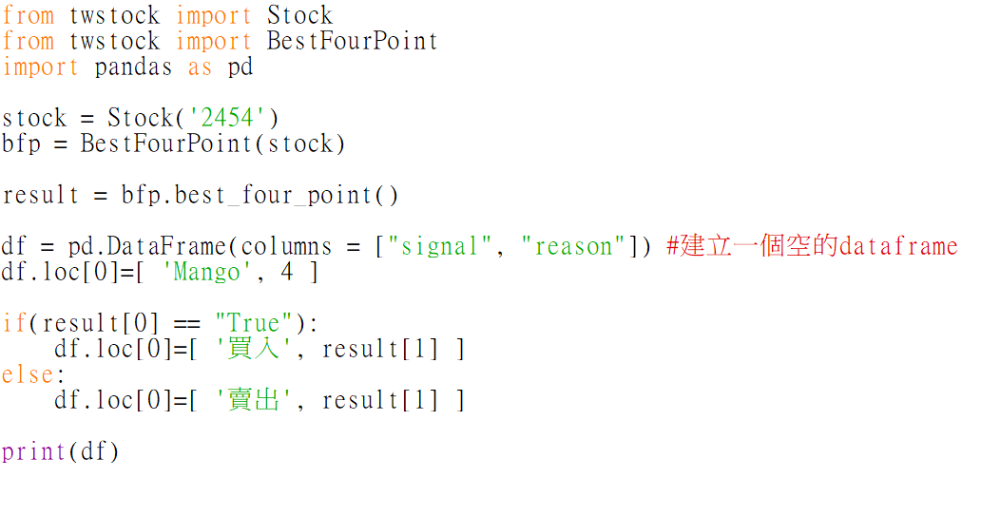 from twstock import Stock
from twstock import BestFourPoint
import pandas as pd
stock = Stock('2454')
bfp = BestFourPoint(stock)
result = bfp.best_four_point()
df = pd.DataFrame(columns = ["signal", "reason"]) #建立一個空的dataframe
df.loc[0]=[ 'Mango', 4 ]
if(result[0] == "True"):
    df.loc[0]=[ '買入', result[1] ]
else:
    df.loc[0]=[ '賣出', result[1] ]
print(df)